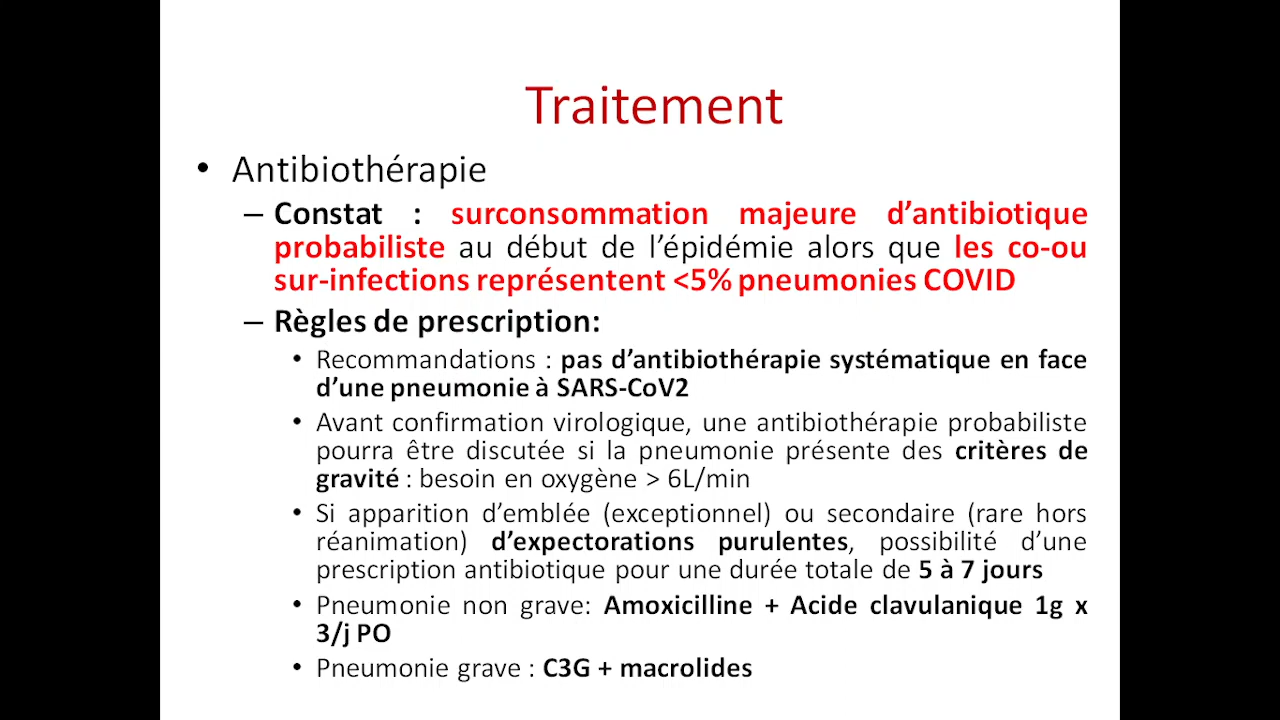 Traitement
• Antibiothérapie
– Constat : surconsommation majeure d’antibiotique
probabiliste au début de l’épidémie alors que les co-ou
sur-infections représentent <5% pneumonies COVID
– Règles de prescription:
• Recommandations : pas d’antibiothérapie systématique en face
d’une pneumonie à SARS-CoV2
• Avant confirmation virologique, une antibiothérapie probabiliste
pourra être discutée si la pneumonie présente des critères de
gravité : besoin en oxygène > 6L/min
• Si apparition d’emblée (exceptionnel) ou secondaire (rare hors
réanimation) d’expectorations purulentes, possibilité d’une
prescription antibiotique pour une durée totale de 5 à 7 jours
• Pneumonie non grave: Amoxicilline + Acide clavulanique 1g x
3/j PO
• Pneumonie grave : C3G + macrolides